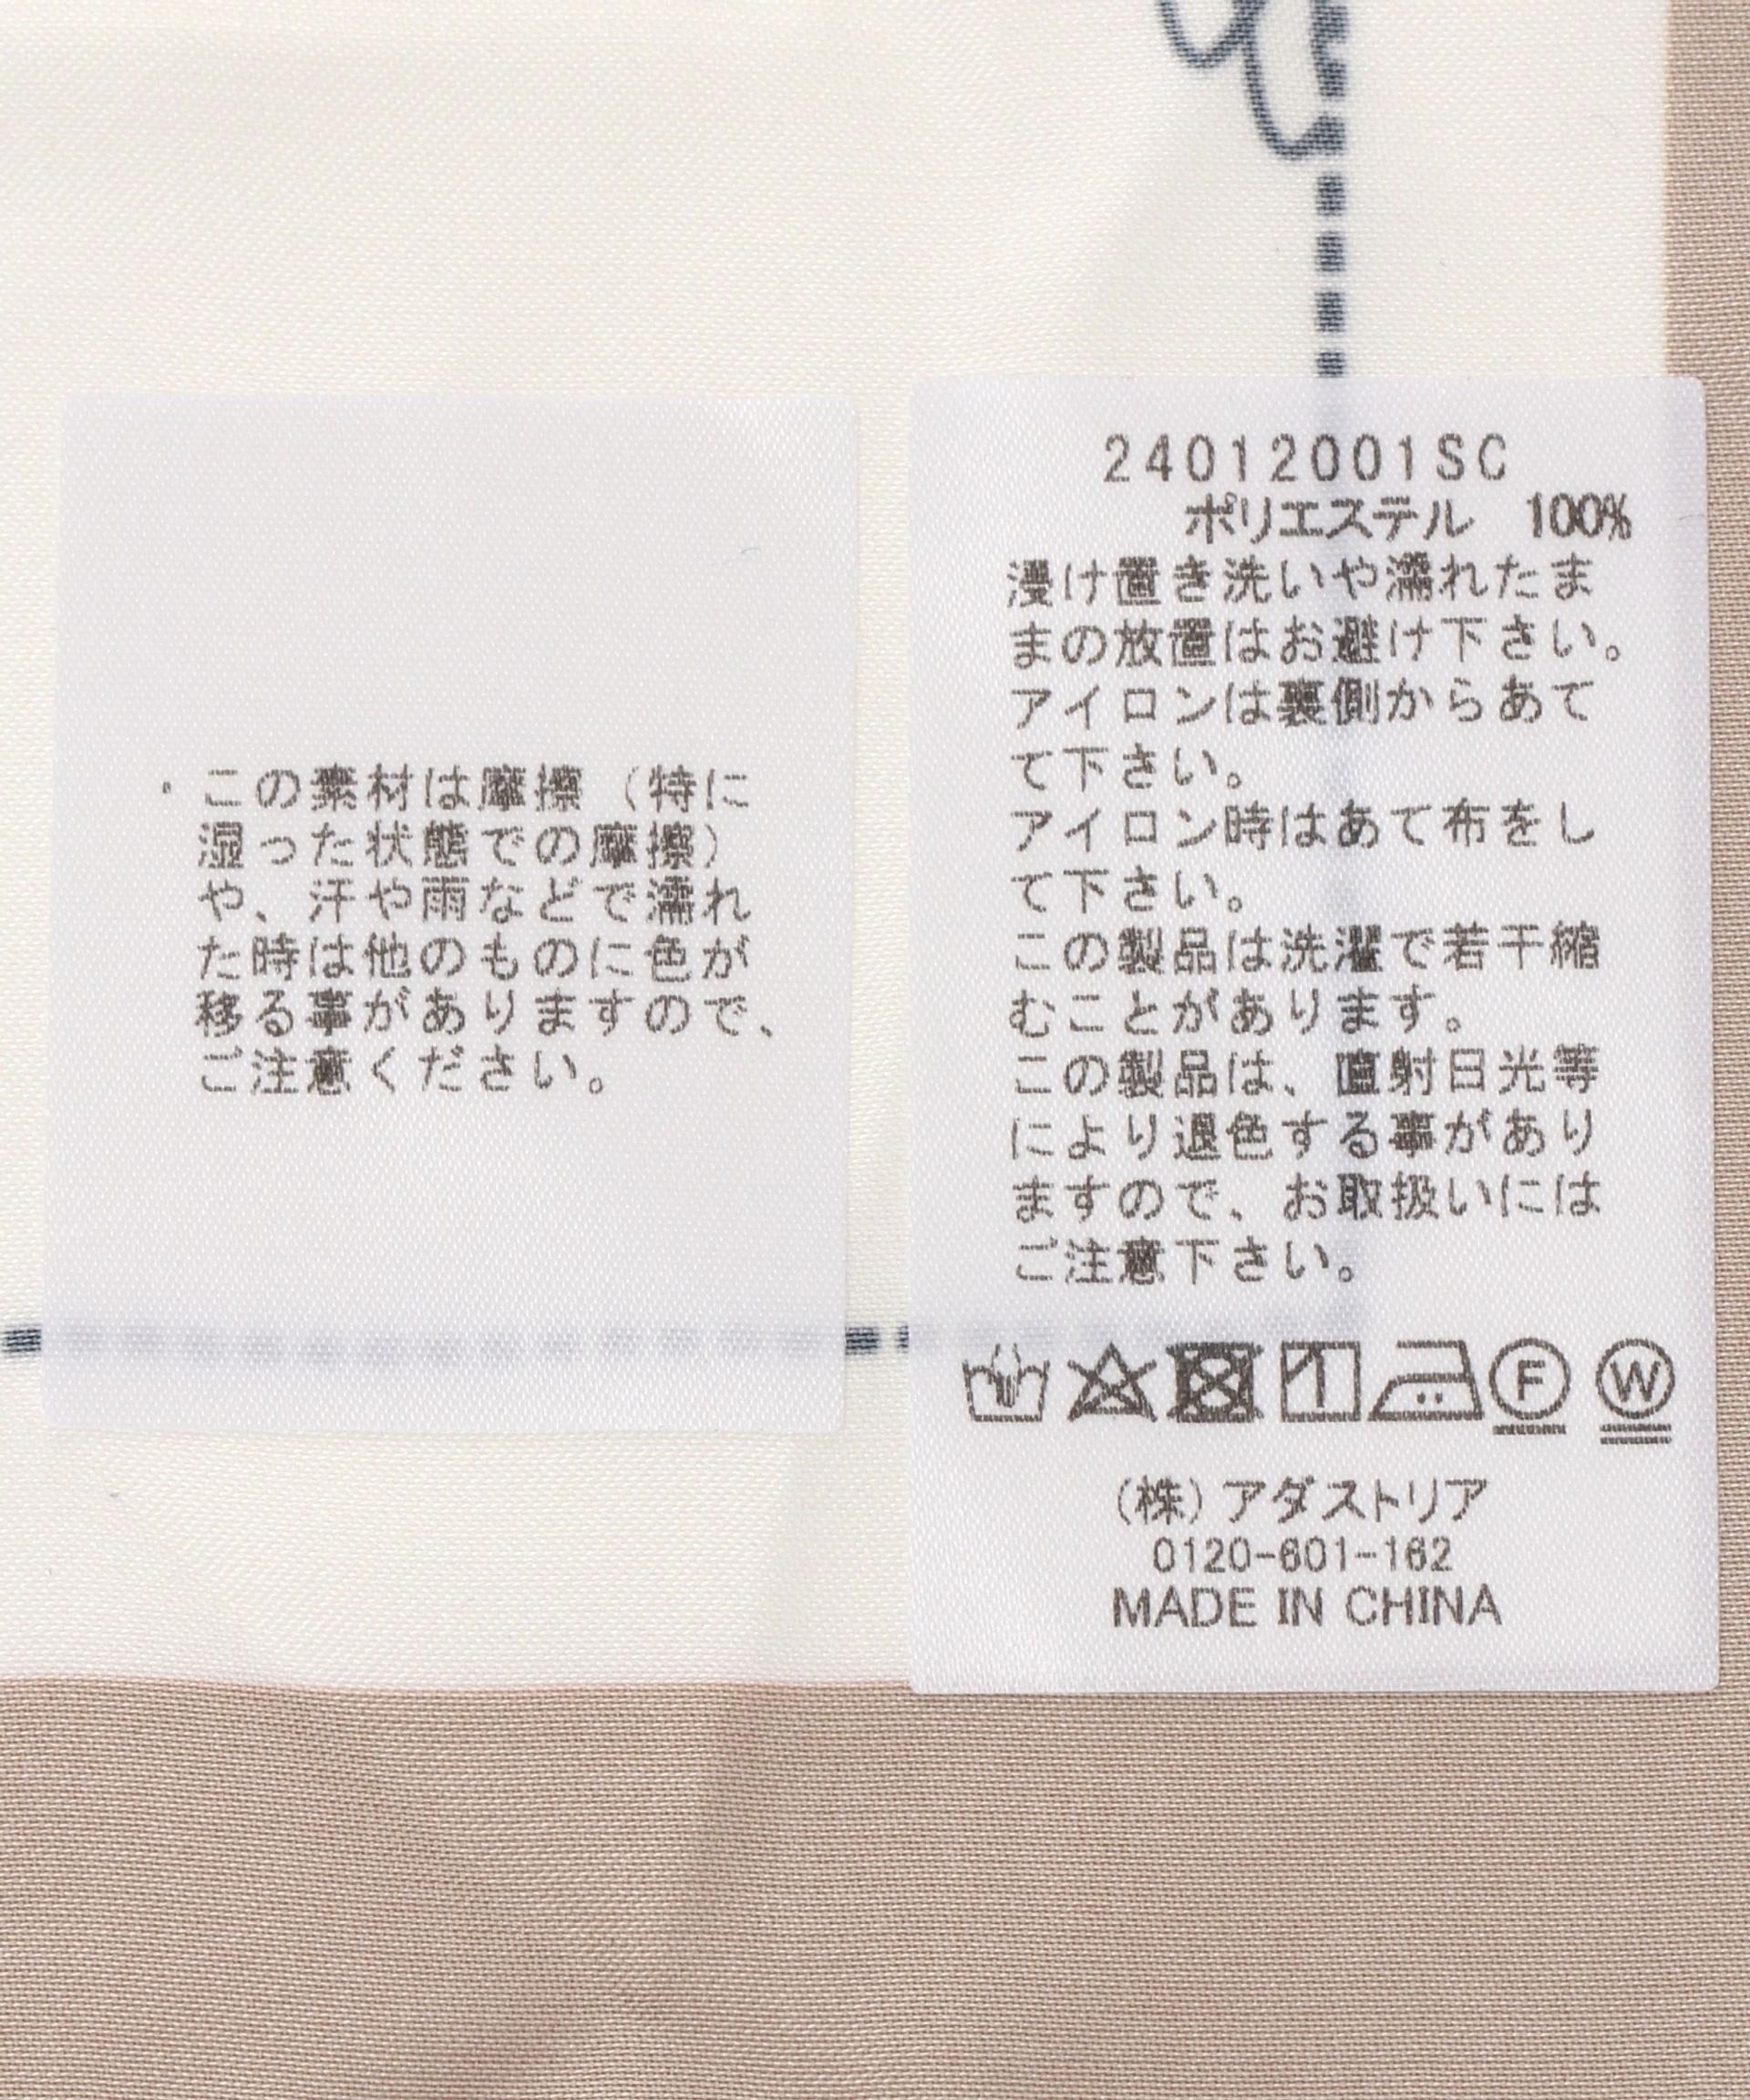 ・この素材は摩擦（特に
湿った状態での摩擦）
や、汗や雨などで濡れ
た時は他のものに色が
移る事がありますので、
ご注意ください。
24012001SC
ポリエステル 100%
浸け置き洗いや濡れたま
まの放置はお避け下さい。
アイロンは裏側からあて
て下さい。
アイロン時はあて布をし
て下さい。
この製品は洗濯で若干縮
むことがあります。
この製品は、直射日光等
により退色する事があり
ますので、お取扱いには
ご注意下さい。
F W
(株)アダストリア
0120-601-162
MADE IN CHINA